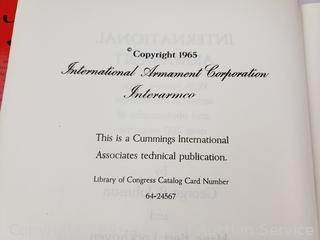 © Copyright 1965
International Armament Corporation
Interarmco
This is a Cummings International
Associates technical publication.
Library of Congress Catalog Card Number
64-24567